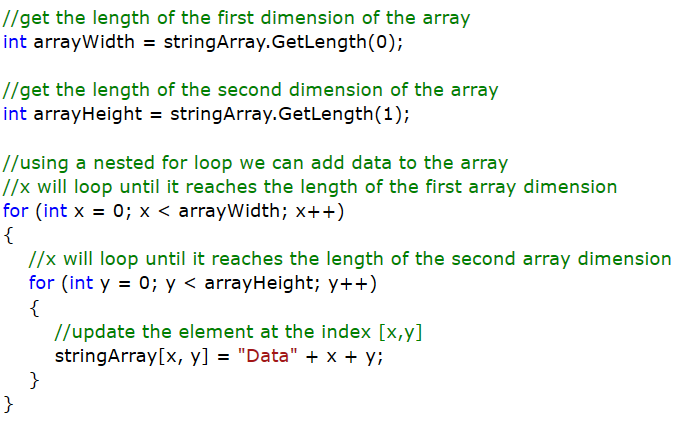 //get the length of the first dimension of the array
int arrayWidth = stringArray.GetLength(0);
//get the length of the second dimension of the array
int arrayHeight = stringArray.GetLength(1);
//using a nested for loop we can add data to the array
//x will loop until it reaches the length of the first array dimension
for (int x = 0; x < arrayWidth; x++)
{
//x will loop until it reaches the length of the second array dimension
for (int y = 0; y < arrayHeight; y++)
{
//update the element at the index [x,y]
stringArray[x, y] = "Data" + x + y;
}
}